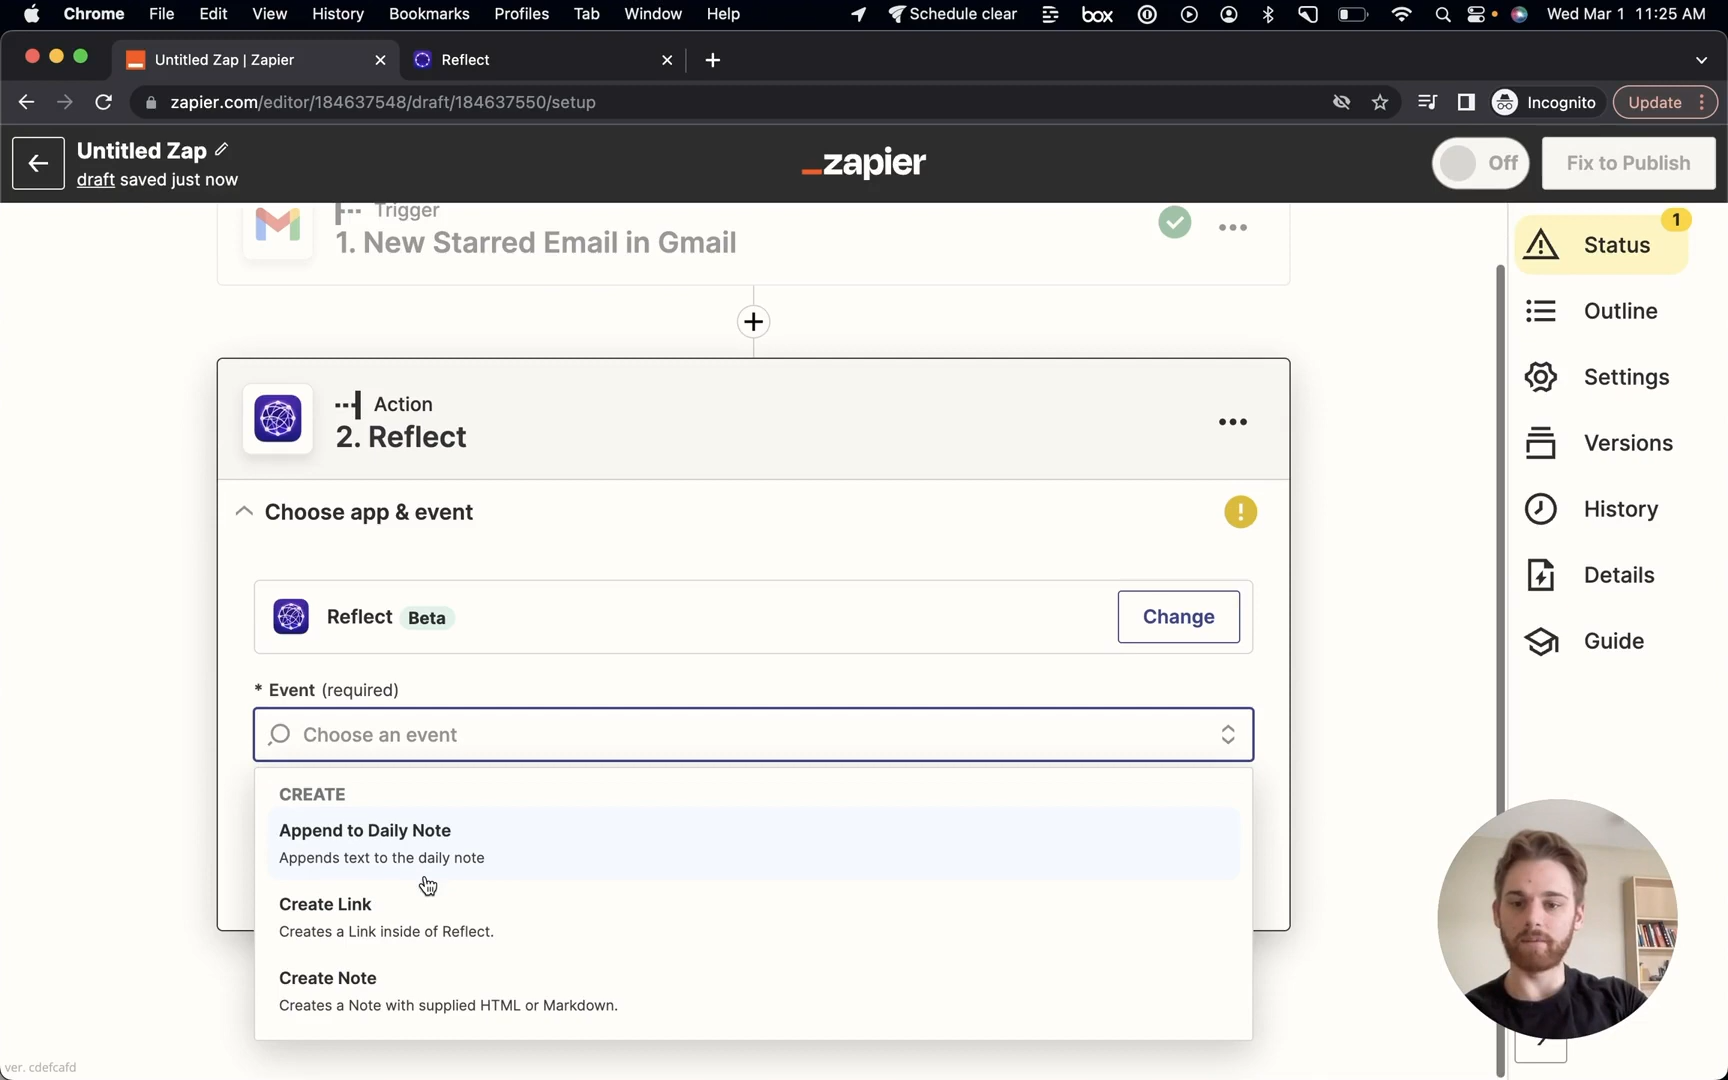 Chrome File Edit View History Bookmarks Profiles Tab Window Help Schedule clear box Wed Mar 1 11:25 AM
Untitled Zap | Zapier Reflect
zapier.com/editor/184637548/draft/184637550/setup Incognito Update
Untitled Zap
draft saved just now
_zapier
Off Fix to Publish
Trigger
1. New Starred Email in Gmail
1
Status
Outline
Settings
Versions
History
Details
Guide
Action
2. Reflect
Choose app & event
Reflect Beta Change
* Event (required)
Choose an event
CREATE
Append to Daily Note
Appends text to the daily note
Create Link
Creates a Link inside of Reflect.
Create Note
Creates a Note with supplied HTML or Markdown.
ver. cdefcafd